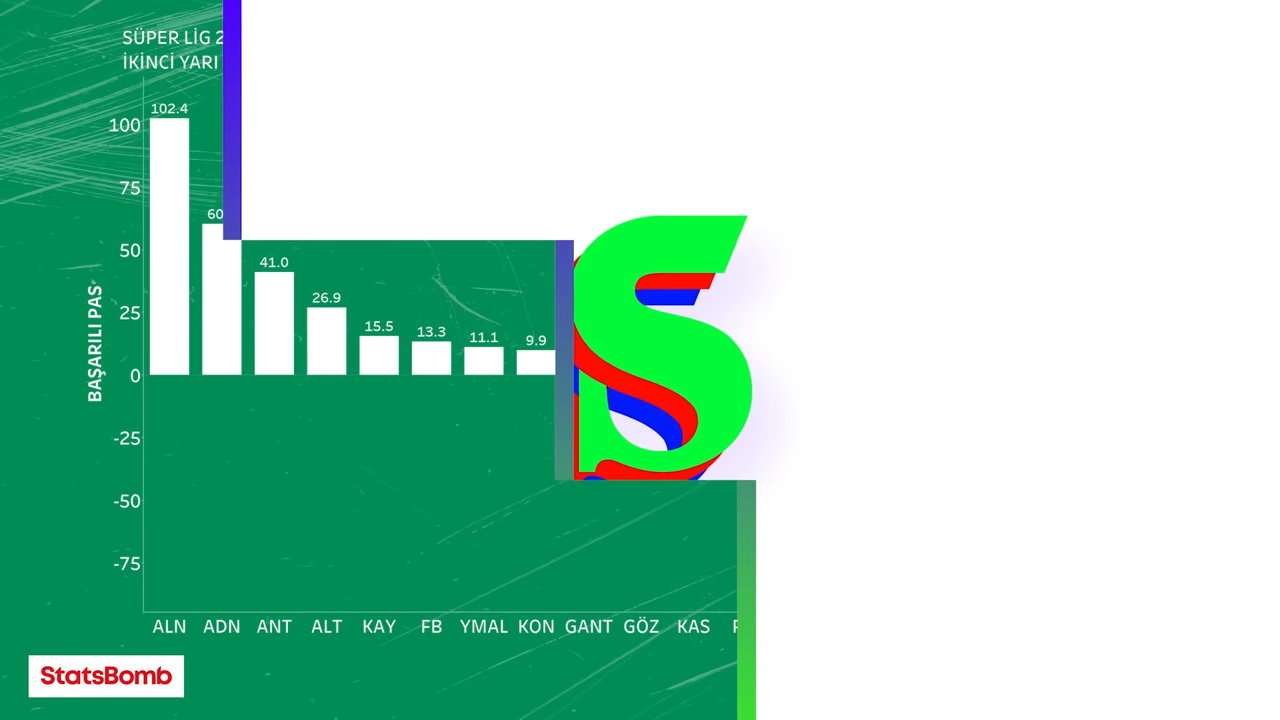 SÜPER LİG 2
İKİNCİ YARI
BAŞARILI PAS
100
75
50
25
0
-25
-50
-75
102.4
60
41.0
26.9
15.5
13.3
11.1
9.9
ALN ADN ANT ALT KAY FB YMAL KON GANT GÖZ KAS
StatsBomb
S